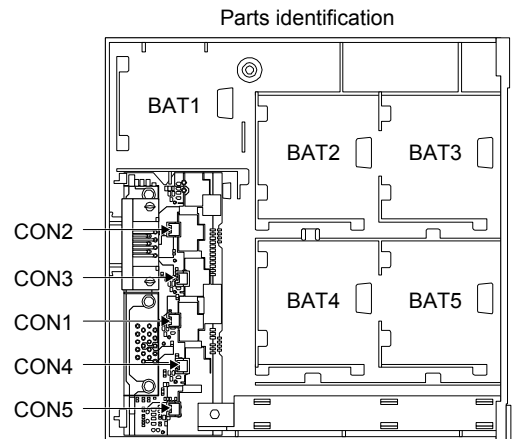 Parts identification
BAT1
BAT2
BAT3
CON2
CON3
CON1
BAT4
BAT5
CON4
CON5